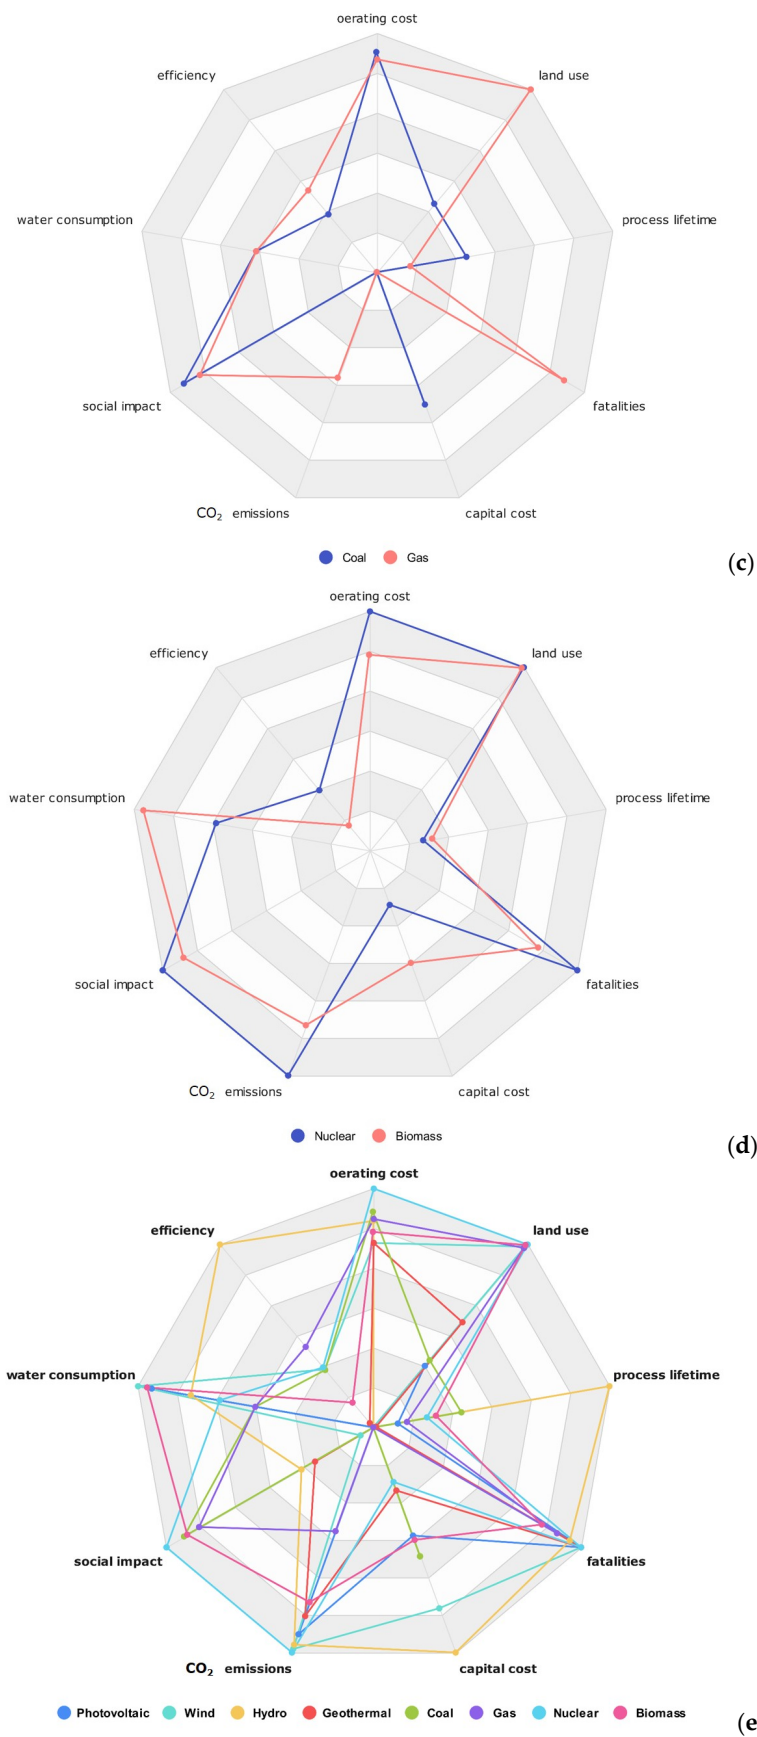 oerating cost
efficiency
land use
water consumption
process lifetime
social impact
fatalities
CO2 emissions
capital cost
Coal Gas
(c)
oerating cost
efficiency
land use
water consumption
process lifetime
social impact
fatalities
CO2 emissions
capital cost
Nuclear Biomass
(d)
oerating cost
efficiency
land use
water consumption
process lifetime
social impact
fatalities
CO2 emissions
capital cost
Photovoltaic Wind Hydro Geothermal Coal Gas Nuclear Biomass
(e